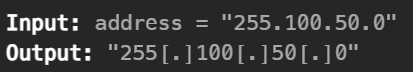 Input: address = "255.100.50.0"
Output: "255[.]100[.]50[.]0"